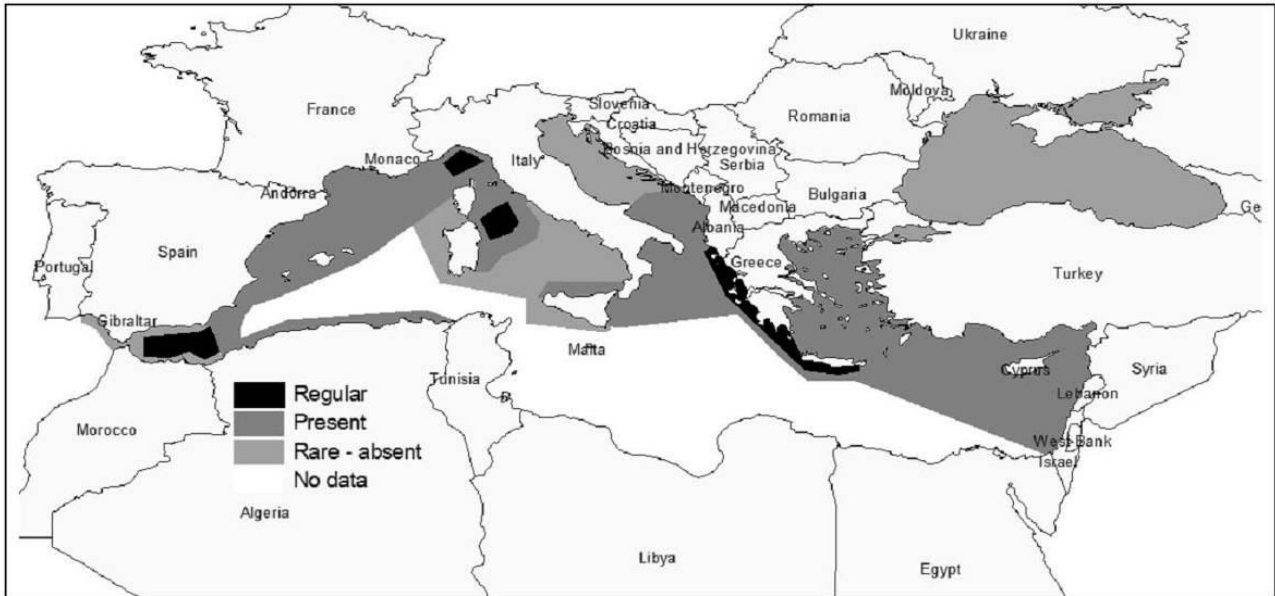 Ukraine
Moldova
France
Slovenia
Croatia
Romania
Bosnia and Herzegovina
Serbia
Monaco
Italy
Andorra
Montenegro
Bulgaria
Macedonia
Ge
Albania
Spain
Portugal
Greece
Turkey
Gibraltar
Malta
Cyprus
Syria
Tunisia
Lebanon
Regular
Present
Morocco
West-Bank
Rare - absent
Israel
No data
Algeria
Libya
Egypt